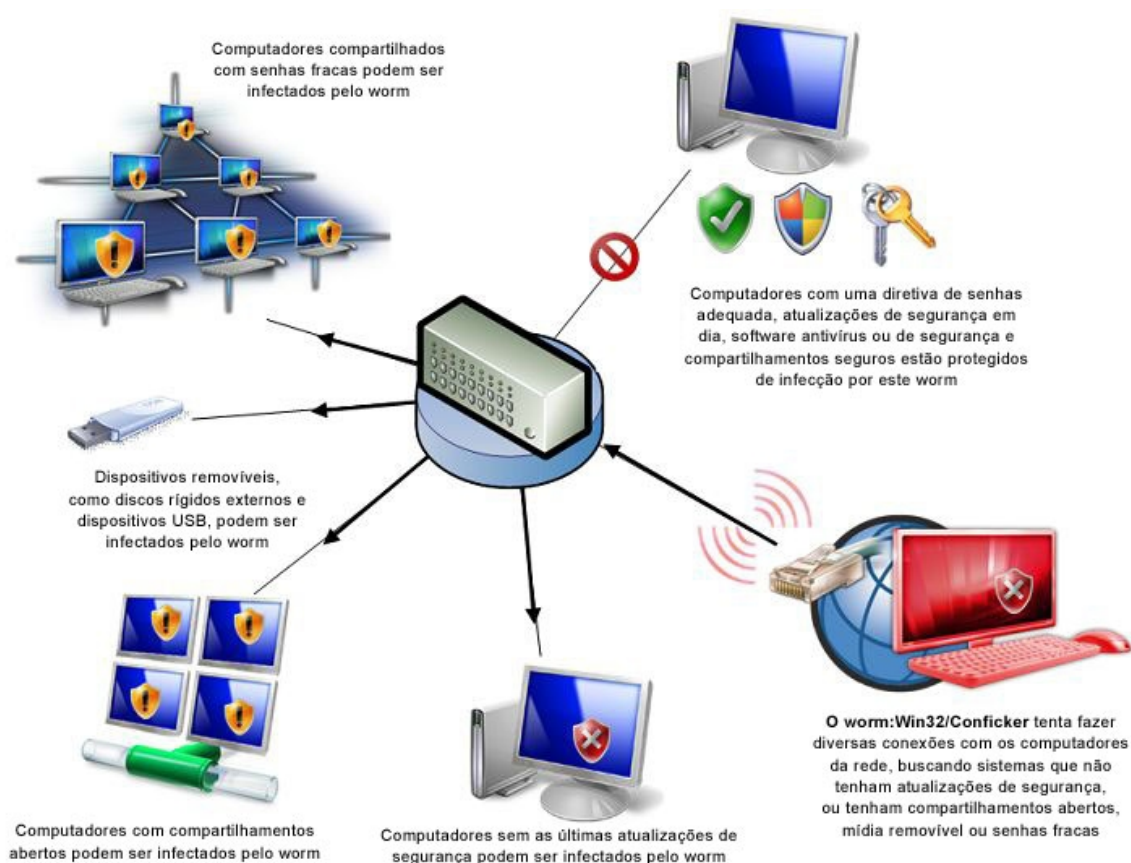 Computadores compartilhados
com senhas fracas podem ser
infectados pelo worm
Computadores com uma diretiva de senhas
adequada, atualizações de segurança em
dia, software antivírus ou de segurança e
compartilhamentos seguros estão protegidos
de infecção por este worm
Dispositivos removíveis,
como discos rígidos externos e
dispositivos USB, podem ser
infectados pelo worm
O worm:Win32/Conficker tenta fazer
diversas conexões com os computadores
da rede, buscando sistemas que não
tenham atualizações de segurança,
ou tenham compartilhamentos abertos,
mídia removível ou senhas fracas
Computadores com compartilhamentos
abertos podem ser infectados pelo worm
Computadores sem as últimas atualizações de
segurança podem ser infectados pelo worm